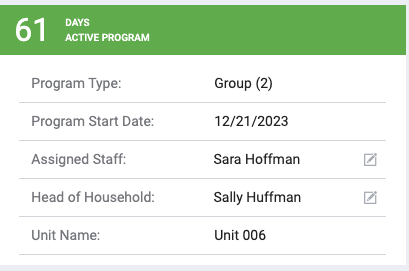 61 DAYS
ACTIVE PROGRAM
Program Type: Group (2)
Program Start Date: 12/21/2023
Assigned Staff: Sara Hoffman
Head of Household: Sally Huffman
Unit Name: Unit 006